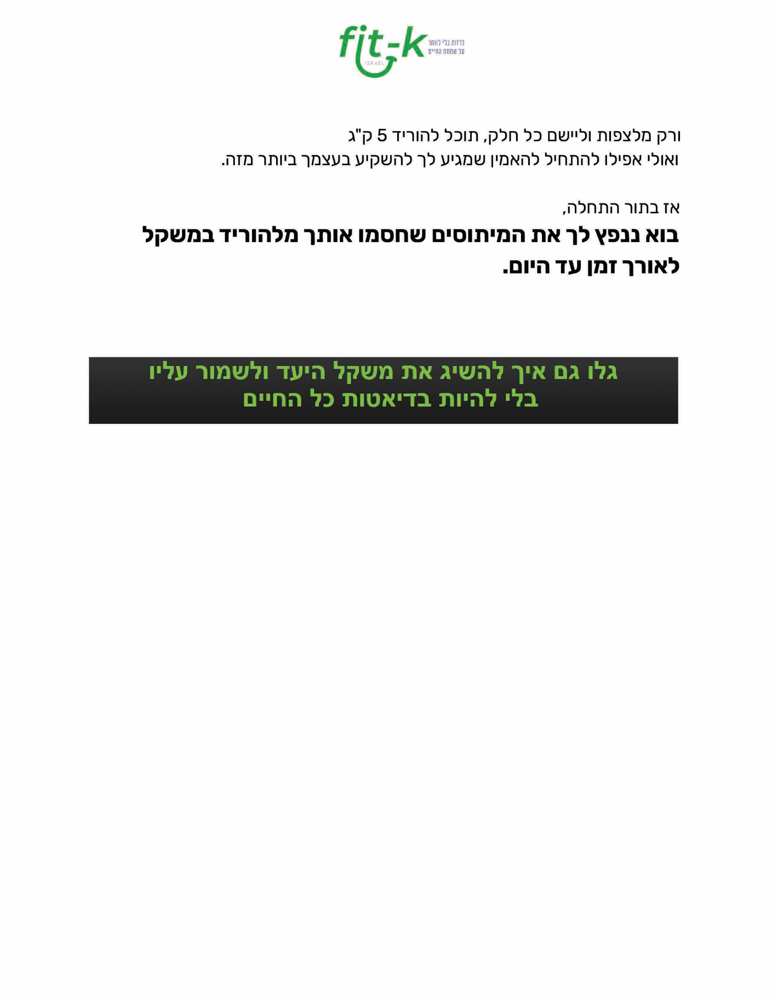 fit-k
לרזות בלי לוותר
על שמחת החיים
ISRAEL
ורק מלצפות וליישם כל חלק, תוכל להוריד 5 ק"ג
ואולי אפילו להתחיל להאמין שמגיע לך להשקיע בעצמך ביותר מזה.
אז בתור התחלה,
בוא ננפץ לך את המיתוסים שחסמו אותך מלהוריד במשקל
לאורך זמן עד היום.
גלו גם איך להשיג את משקל היעד ולשמור עליו
בלי להיות בדיאטות כל החיים